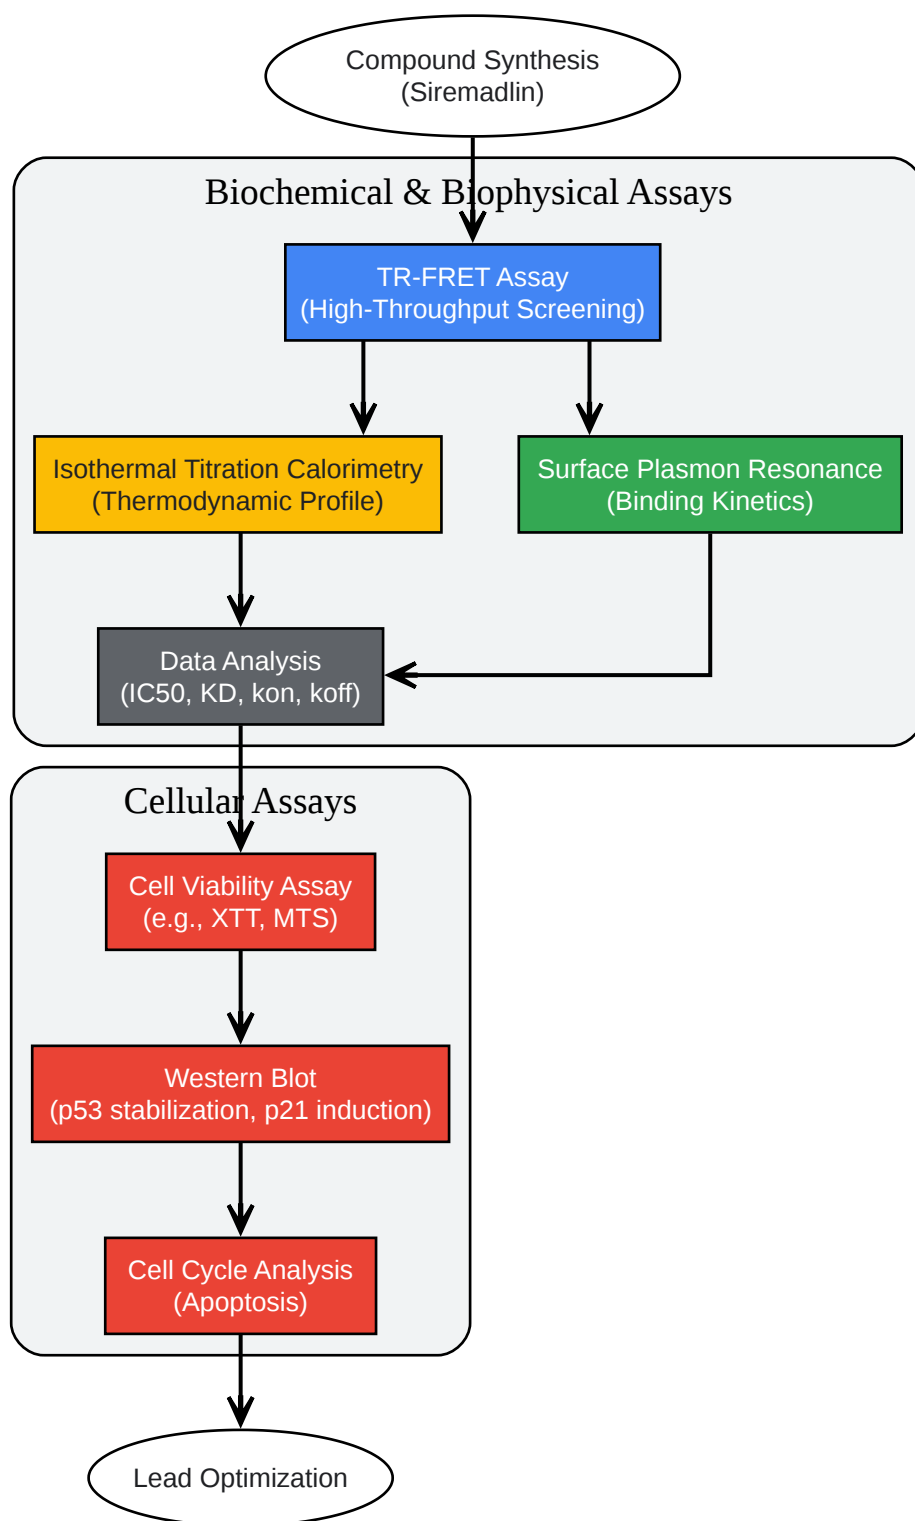 Compound Synthesis
(Siremadlin)
Biochemical & Biophysical Assays
TR-FRET Assay
(High-Throughput Screening)
Isothermal Titration Calorimetry
(Thermodynamic Profile)
Surface Plasmon Resonance
(Binding Kinetics)
Data Analysis
(IC50, KD, kon, koff)
Cellular Assays
Cell Viability Assay
(e.g., XTT, MTS)
Western Blot
(p53 stabilization, p21 induction)
Cell Cycle Analysis
(Apoptosis)
Lead Optimization